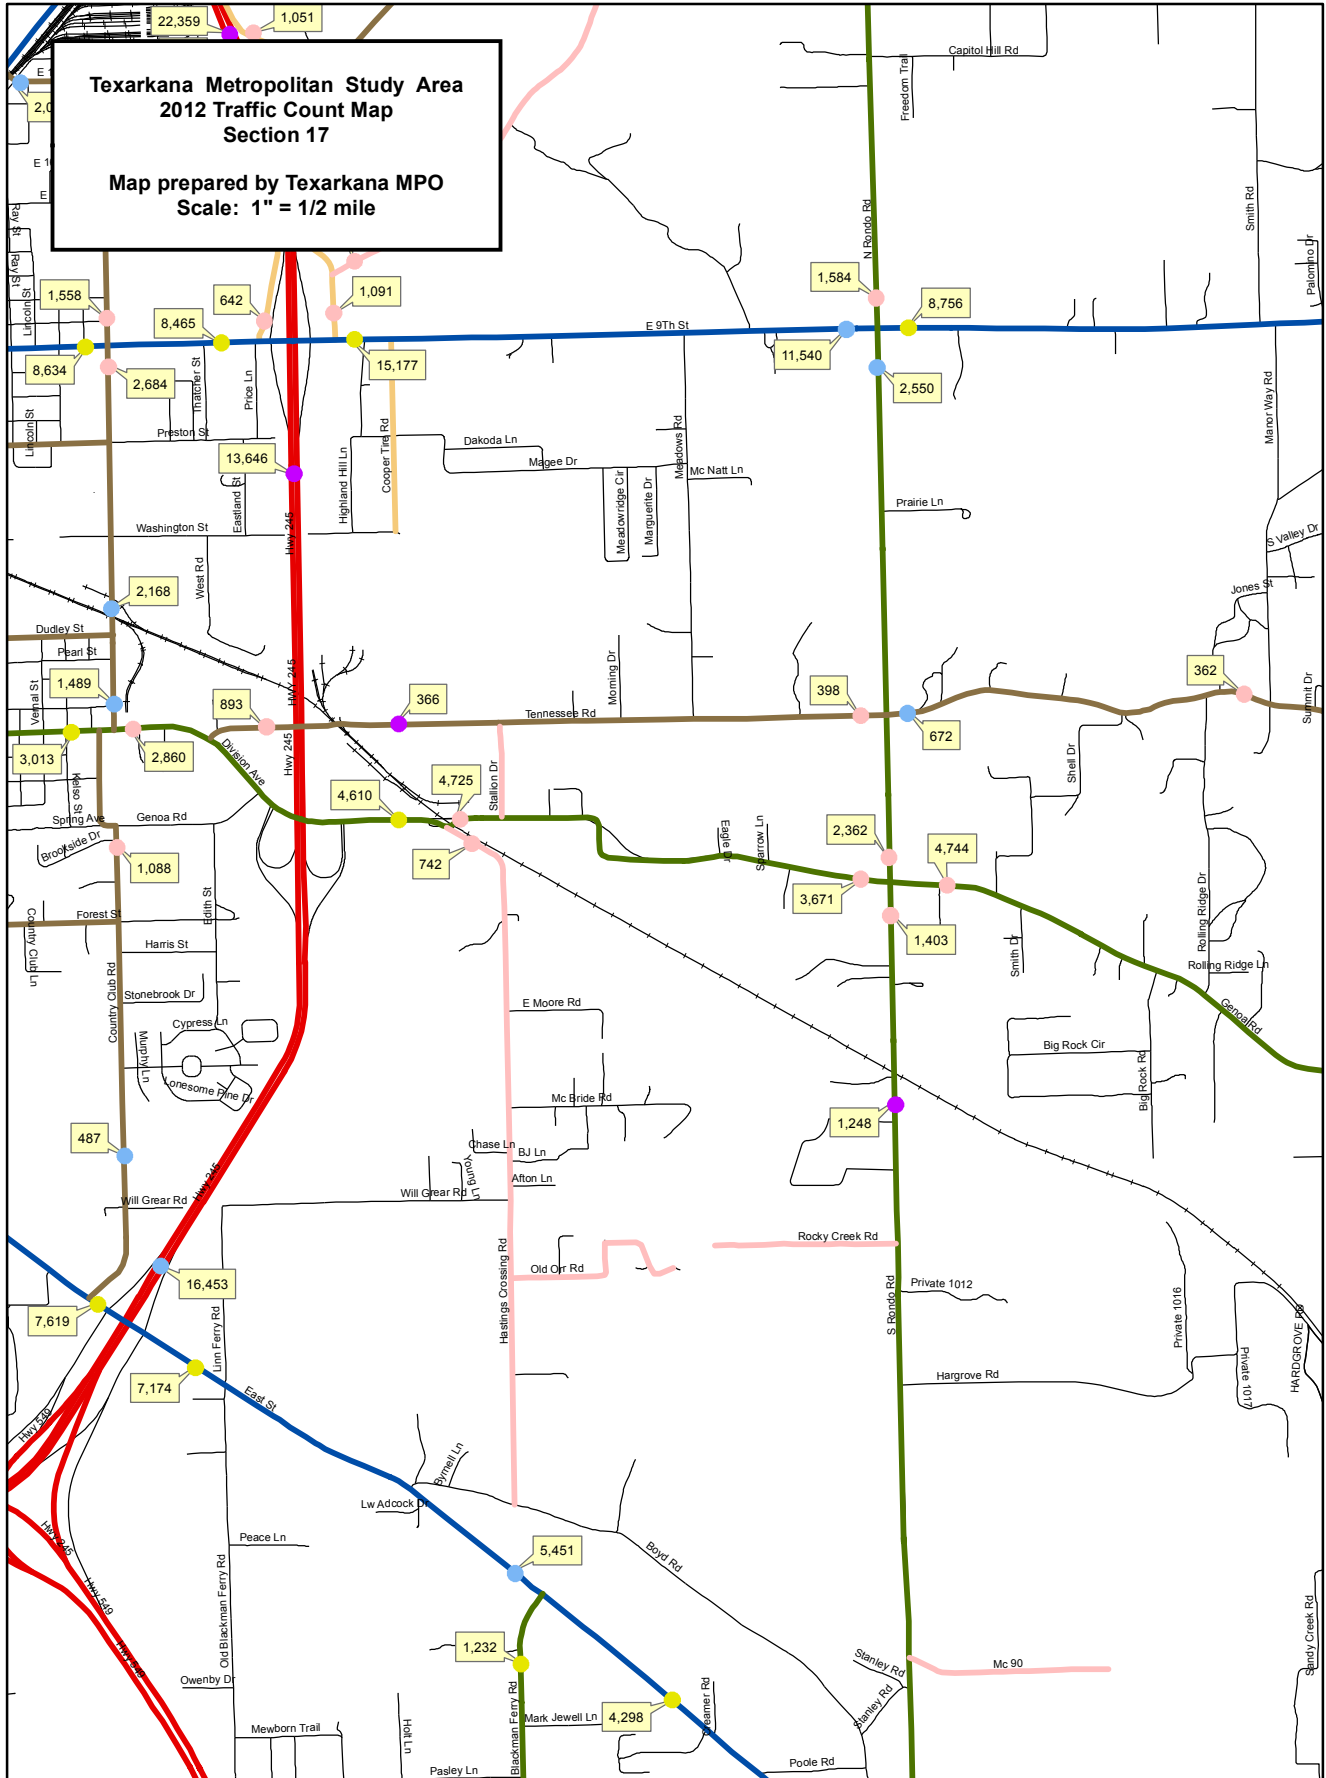 22,359
1,051
Texarkana Metropolitan Study Area
2012 Traffic Count Map
Section 17
Map prepared by Texarkana MPO
Scale: 1" = 1/2 mile
Capitol Hill Rd
Freedom Trail
Smith Rd
Palomino Dr
N Rondo Rd
Ray St
Ray St
Lincoln St
1,558
642
1,091
8,465
1,584
8,756
E 9Th St
8,634
2,684
15,177
11,540
2,550
Thatcher St
Price Ln
Lincoln St
Preston St
Cooper Tire Rd
Highland Hill Ln
Dakoda Ln
Magee Dr
Meadows Rd
Mc Natt Ln
Manor Way Rd
13,646
Eastland St
Meadowridge Cir
Marguerite Dr
Prairie Ln
Washington St
Hwy 245
S Valley Dr
West Rd
2,168
Jones St
Dudley St
Pearl St
Vernal St
1,489
893
HWY 245
366
Morning Dr
398
362
Tennessee Rd
672
Summit Dr
3,013
2,860
Division Ave
Hwy 245
Kelso St
4,610
4,725
Stallion Dr
Shell Dr
Spring Ave
Genoa Rd
Brookside Dr
1,088
742
Eagle Dr
Sparrow Ln
2,362
4,744
3,671
1,403
Country Club Ln
Forest St
Edith St
Harris St
Smith Dr
Rolling Ridge Dr
Rolling Ridge Ln
Genoa Rd
Country Club Rd
Stonebrook Dr
Cypress Ln
Murphy Ln
Lonesome Pine Dr
E Moore Rd
Big Rock Cir
Big Rock Rd
Mc Bride Rd
1,248
487
Chase Ln
BJ Ln
Young Ln
Afton Ln
Will Grear Rd
Will Grear Rd
Hwy 245
Rocky Creek Rd
Old Orr Rd
Hastings Crossing Rd
16,453
7,619
Linn Ferry Rd
S Rondo Rd
Private 1012
Private 1016
Private 1017
HARDGROVE RD
7,174
East St
Hargrove Rd
Hwy 549
Byrnell Ln
Lw Adcock Dr
Hwy 245
Peace Ln
5,451
Boyd Rd
Hwy 549
Old Blackman Ferry Rd
Hwy 549
1,232
Stanley Rd
Mc 90
Sandy Creek Rd
Owenby Dr
Stanley Rd
Blackman Ferry Rd
Mark Jewell Ln
4,298
Mewborn Trail
Holt Ln
Pasley Ln
Poole Rd